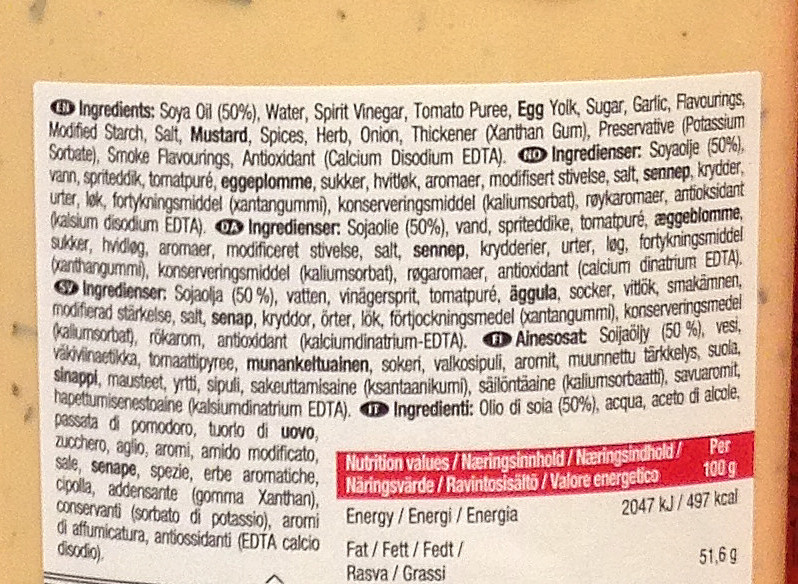 EN Ingredients: Soya Oil (50%), Water, Spirit Vinegar, Tomato Puree, Egg Yolk, Sugar, Garlic, Flavourings,
Modified Starch, Salt, Mustard, Spices, Herb, Onion, Thickener (Xanthan Gum), Preservative (Potassium
Sorbate), Smoke Flavourings, Antioxidant (Calcium Disodium EDTA). NO Ingredienser: Soyaolje (50%),
vann, spriteddik, tomatpuré, eggeplomme, sukker, hvitløk, aromaer, modifisert stivelse, salt, sennep, krydder,
urter, løk, fortykningsmiddel (xantangummi), konserveringsmiddel (kaliumsorbat), røykaromaer, antioksidant
(kalsium disodium EDTA). DA Ingredienser: Sojaolie (50%), vand, spriteddike, tomatpuré, æggeblomme,
sukker, hvidløg, aromaer, modificeret stivelse, salt, sennep, krydderier, urter, løg, fortykningsmiddel
(xanthangummi), konserveringsmiddel (kaliumsorbat), røgaromaer, antioxidant (calcium dinatrium EDTA).
SV Ingredienser: Sojaolja (50 %), vatten, vinägersprit, tomatpuré, äggula, socker, vitlök, smakämnen,
modifierad stärkelse, salt, senap, kryddor, örter, lök, förtjockningsmedel (xantangummi), konserveringsmedel
(kaliumsorbat), rökarom, antioxidant (kalciumdinatrium-EDTA). FI Ainesosat: Soijaöljy (50 %), vesi,
väkiviinaetikka, tomaattipyree, munankeltuainen, sokeri, valkosipuli, aromit, muunnettu tärkkelys, suola,
sinappi, mausteet, yrtti, sipuli, sakeuttamisaine (ksantaanikumi), säilöntäaine (kaliumsorbaatti), savuaromit,
hapettumisenestoaine (kalsiumdinatrium EDTA). IT Ingredienti: Olio di soia (50%), acqua, aceto di alcole,
passata di pomodoro, tuorlo di uovo,
zucchero, aglio, aromi, amido modificato,
sale, senape, spezie, erbe aromatiche,
cipolla, addensante (gomma Xanthan),
conservanti (sorbato di potassio), aromi
di affumicatura, antiossidanti (EDTA calcio
disodio).
Nutrition values / Næringsinnhold / Næringsindhold / Per
Näringsvärde / Ravintosisältö / Valore energetico 100 g
Energy / Energi / Energia 2047 kJ / 497 kcal
Fat / Fett / Fedt / 51,6 g
Rasva / Grassi